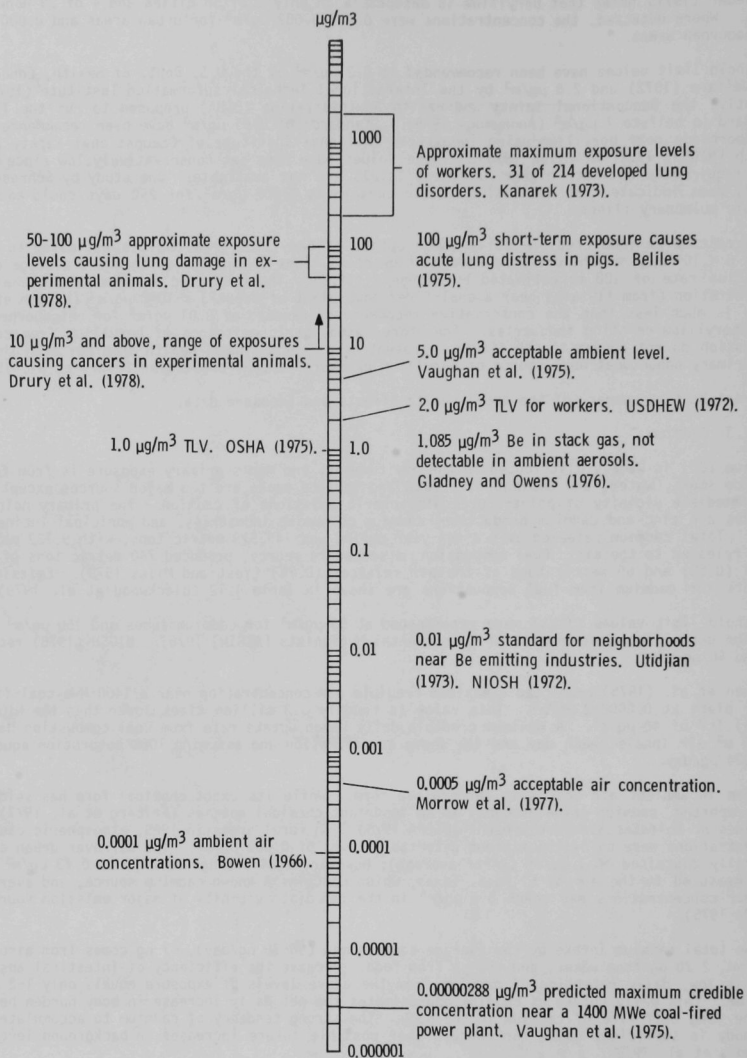 µg/m3
1000
Approximate maximum exposure levels
of workers. 31 of 214 developed lung
disorders. Kanarek (1973).
50-100 µg/m³ approximate exposure
levels causing lung damage in ex-
perimental animals. Drury et al.
(1978).
100
100 µg/m³ short-term exposure causes
acute lung distress in pigs. Beliles
(1975).
10 µg/m³ and above, range of exposures
causing cancers in experimental animals.
Drury et al. (1978).
10
5.0 µg/m³ acceptable ambient level.
Vaughan et al. (1975).
2.0 µg/m³ TLV for workers. USDHEW (1972).
1.0 µg/m³ TLV. OSHA (1975).
1.0
1.085 µg/m³ Be in stack gas, not
detectable in ambient aerosols.
Gladney and Owens (1976).
0.1
0.01
0.01 µg/m³ standard for neighborhoods
near Be emitting industries. Utidjian
(1973). NIOSH (1972).
0.001
0.0005 µg/m³ acceptable air concentration.
Morrow et al. (1977).
0.0001 µg/m³ ambient air
concentrations. Bowen (1966).
0.0001
0.00001
0.00000288 µg/m³ predicted maximum credible
concentration near a 1400 MWe coal-fired
power plant. Vaughan et al. (1975).
0.000001